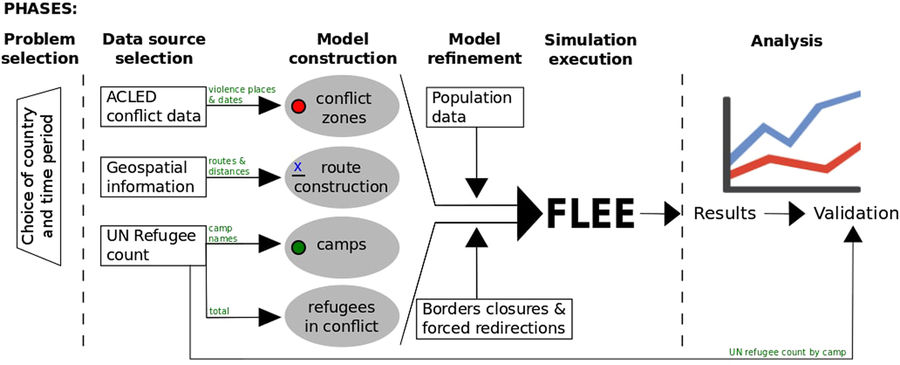 PHASES:
Problem
selection
Data source
selection
Model
construction
Model
refinement
Simulation
execution
Analysis
Choice of country
and time period
ACLED
conflict data
violence places
& dates
conflict
zones
Geospatial
information
routes &
distances
x
route
construction
UN Refugee
count
camp
names
camps
total
refugees
in conflict
Population
data
Borders closures &
forced redirections
FLEE
Results
Validation
UN refugee count by camp